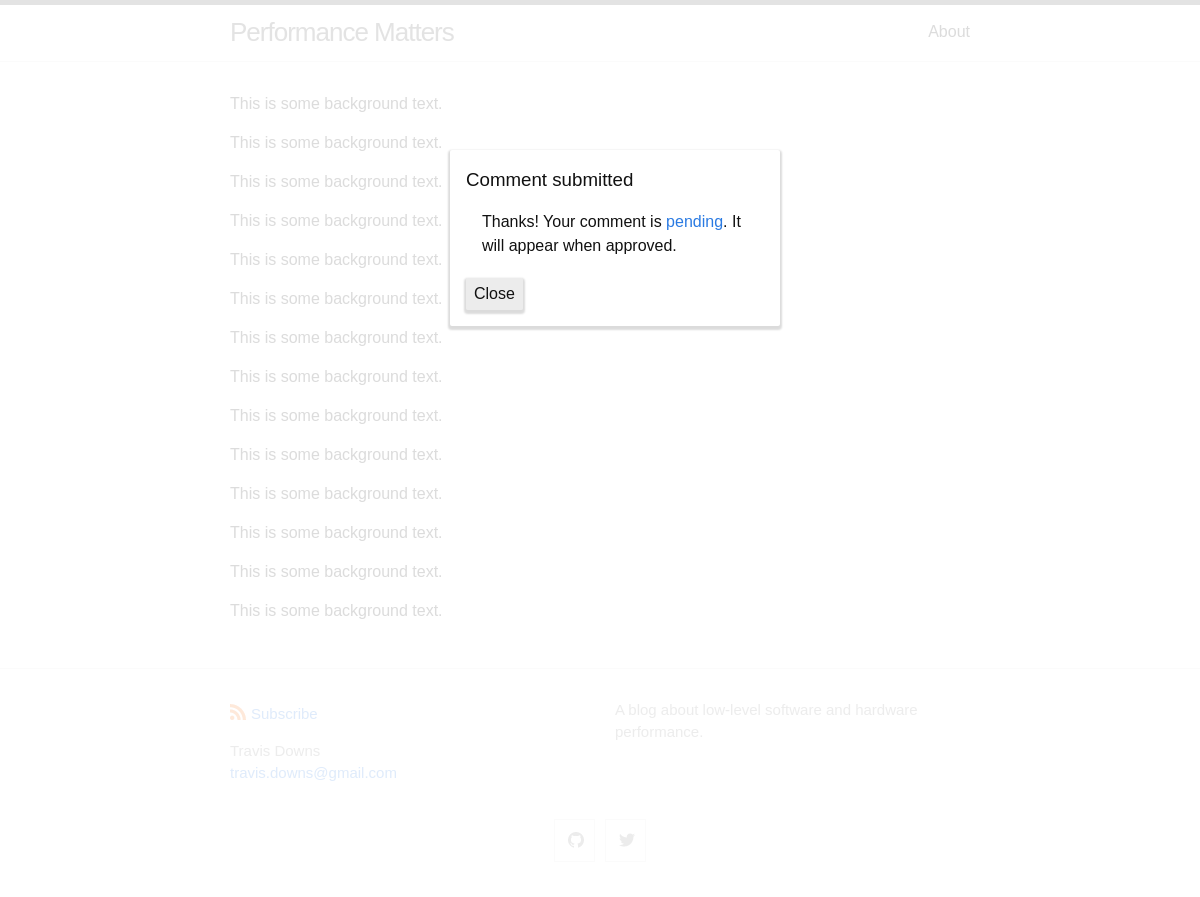 Performance Matters
About
This is some background text.
This is some background text.
This is some background text.
This is some background text.
This is some background text.
This is some background text.
This is some background text.
This is some background text.
This is some background text.
This is some background text.
This is some background text.
This is some background text.
This is some background text.
This is some background text.
Comment submitted
Thanks! Your comment is pending. It
will appear when approved.
Close
Subscribe
Travis Downs
travis.downs@gmail.com
A blog about low-level software and hardware
performance.